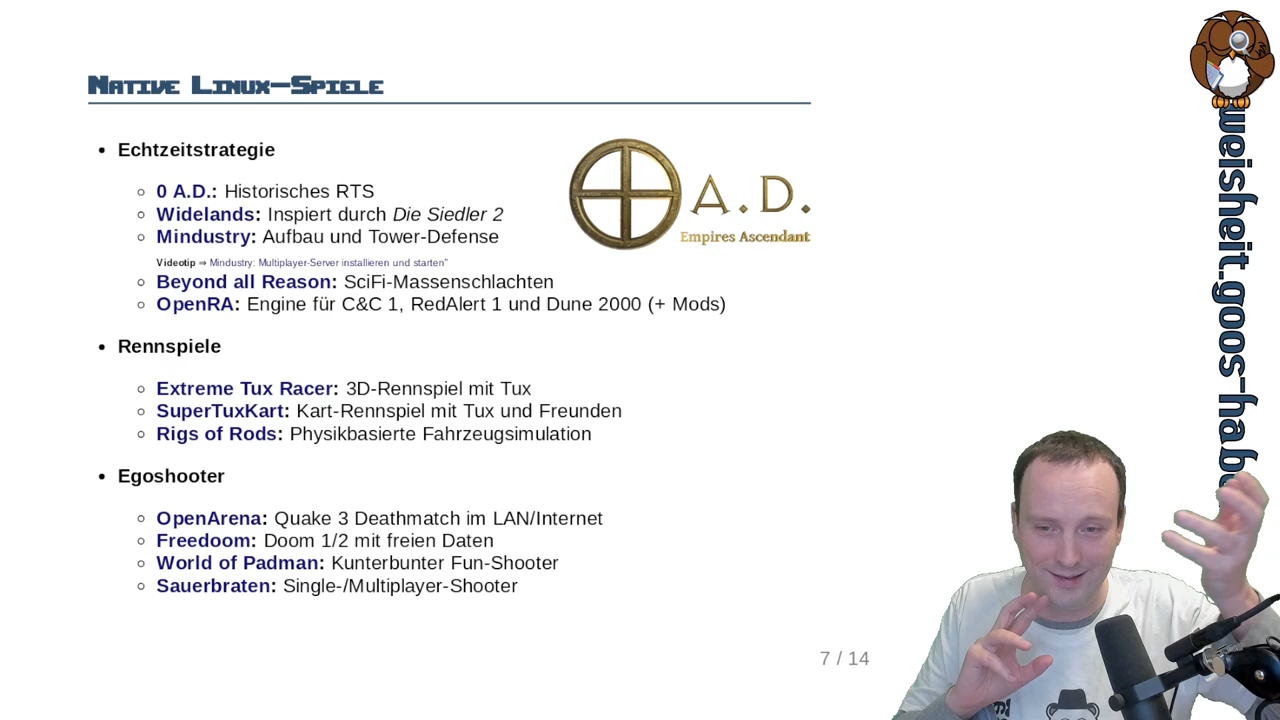 Native Linux-Spiele
• Echtzeitstrategie
◦ 0 A.D.: Historisches RTS
◦ Widelands: Inspiert durch Die Siedler 2
◦ Mindustry: Aufbau und Tower-Defense
Videotip ⇒ Mindustry: Multiplayer-Server installieren und starten"
◦ Beyond all Reason: SciFi-Massenschlachten
◦ OpenRA: Engine für C&C 1, RedAlert 1 und Dune 2000 (+ Mods)
A.D.
Empires Ascendant
• Rennspiele
◦ Extreme Tux Racer: 3D-Rennspiel mit Tux
◦ SuperTuxKart: Kart-Rennspiel mit Tux und Freunden
◦ Rigs of Rods: Physikbasierte Fahrzeugsimulation
• Egoshooter
◦ OpenArena: Quake 3 Deathmatch im LAN/Internet
◦ Freedoom: Doom 1/2 mit freien Daten
◦ World of Padman: Kunterbunter Fun-Shooter
◦ Sauerbraten: Single-/Multiplayer-Shooter
7 / 14
weisheit.goos-habe